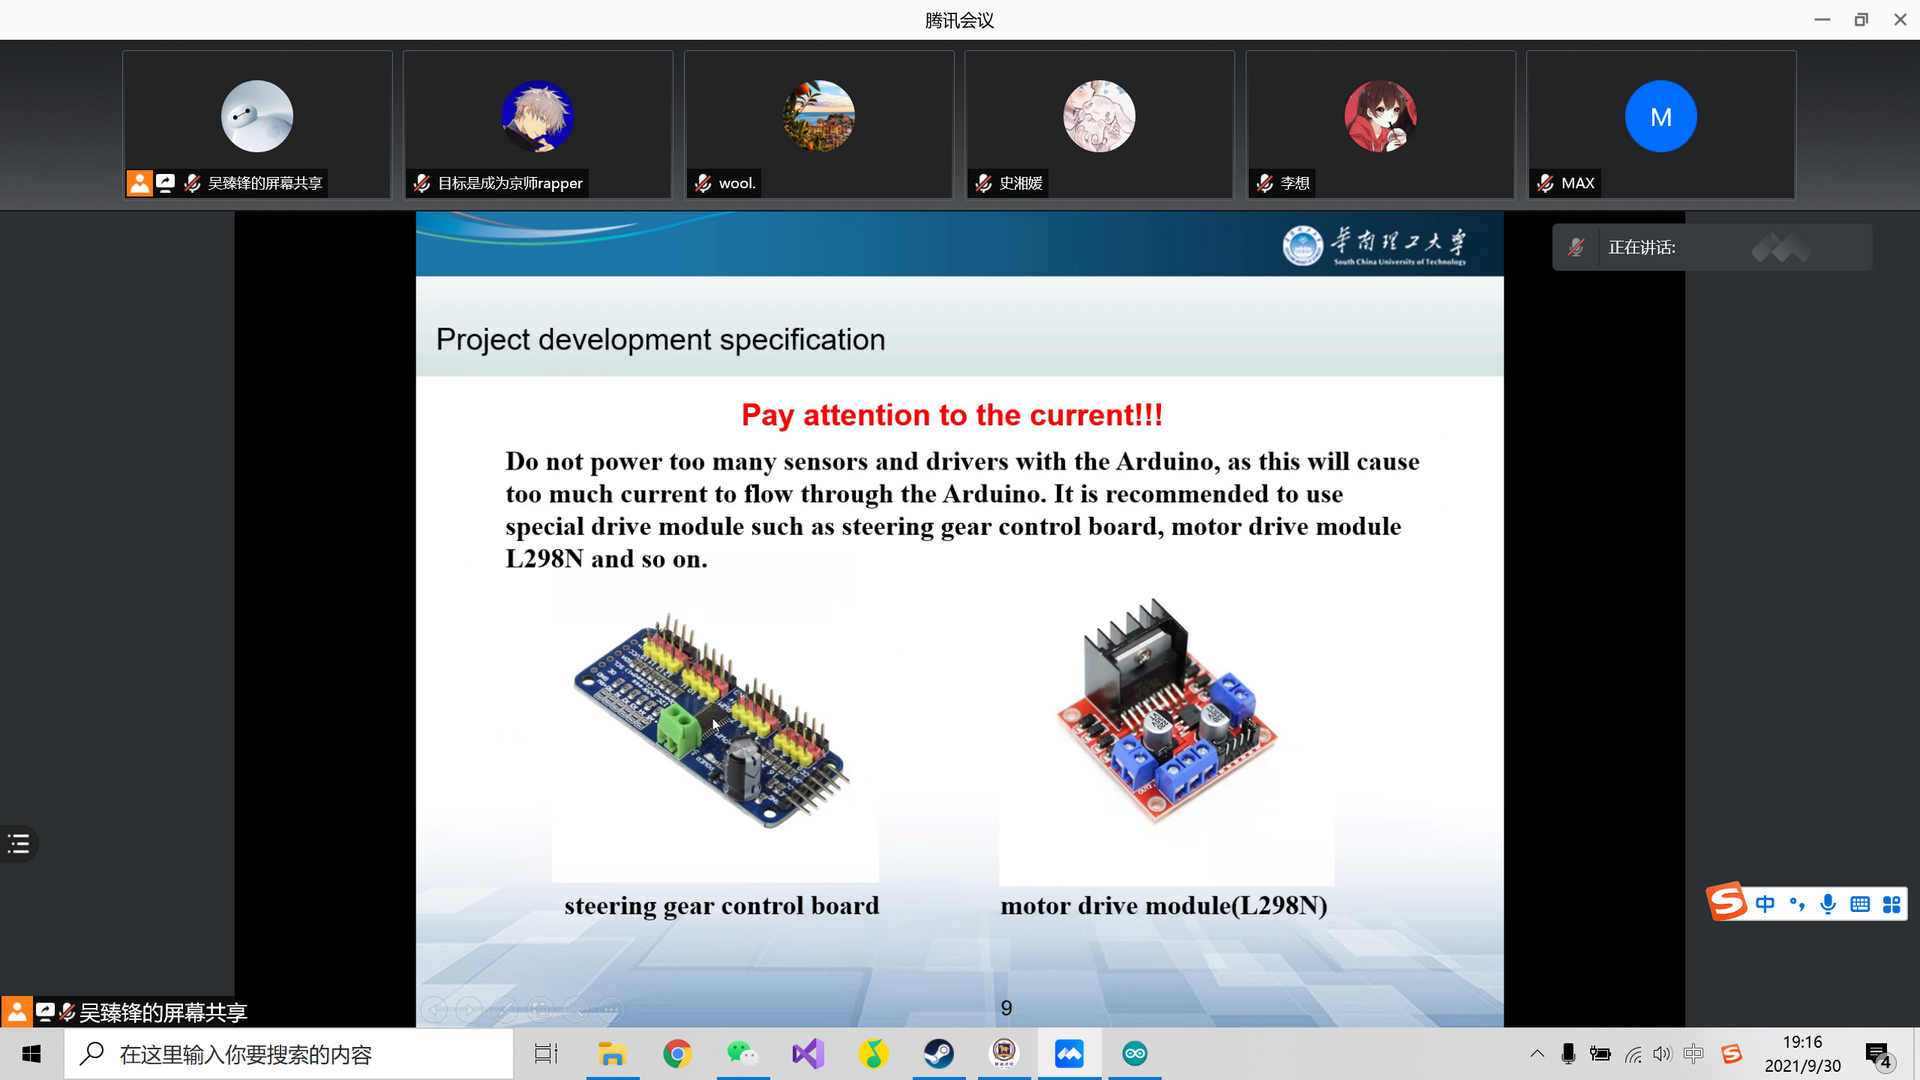 腾讯会议
吴臻锋的屏幕共享
目标是成为京师rapper
wool.
史湘媛
李想
M
MAX
华南理工大学
South China University of Technology
正在讲话:
Project development specification
Pay attention to the current!!!
Do not power too many sensors and drivers with the Arduino, as this will cause
too much current to flow through the Arduino. It is recommended to use
special drive module such as steering gear control board, motor drive module
L298N and so on.
steering gear control board
motor drive module(L298N)
中
9
吴臻锋的屏幕共享
在这里输入你要搜索的内容
中
19:16
2021/9/30
4